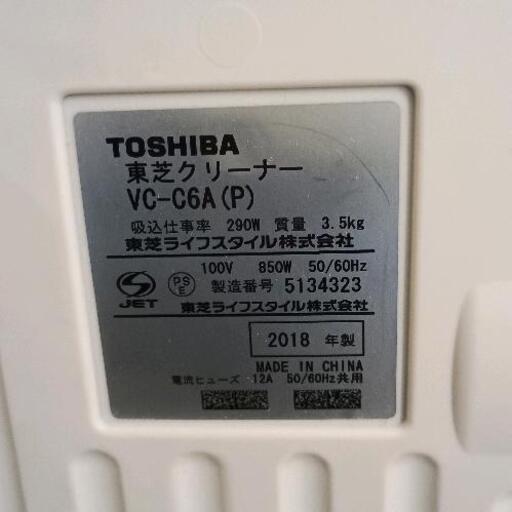 TOSHIBA
東芝クリーナー
VC-C6A(P)
吸込仕事率 290W 質量 3.5kg
東芝ライフスタイル株式会社
100V 850W 50/60Hz
JET PS E 製造番号 5134323
東芝ライフスタイル株式会社
2018 年製
MADE IN CHINA
電流ヒューズ 12A 50/60Hz共用